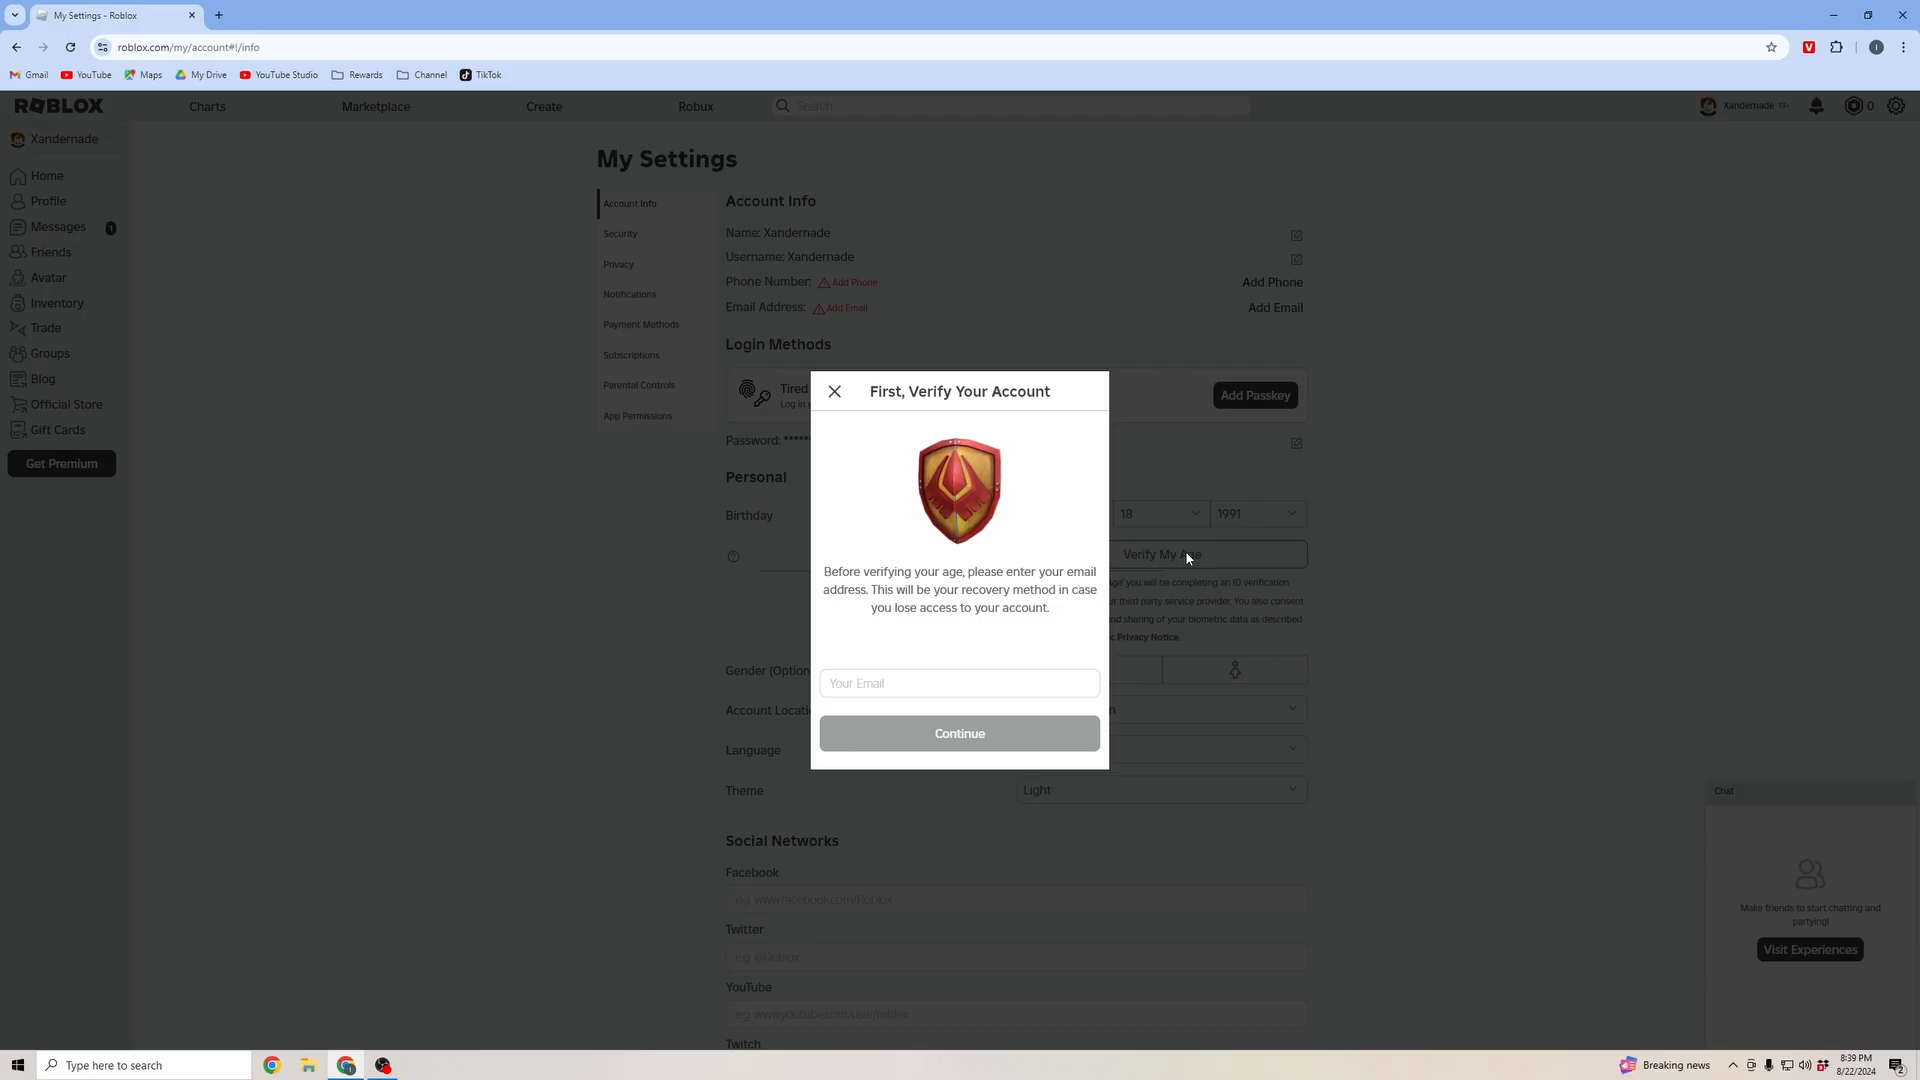 My Settings - Roblox
roblox.com/my/account#!/info
Gmail
YouTube
Maps
My Drive
YouTube Studio
Rewards
Channel
TikTok
ROBLOX
Charts
Marketplace
Create
Robux
Search
Xandernade 13+
0
Xandernade
Home
Profile
Messages
1
Friends
Avatar
Inventory
Trade
Groups
Blog
Official Store
Gift Cards
Get Premium
My Settings
Account Info
Security
Privacy
Notifications
Payment Methods
Subscriptions
Parental Controls
App Permissions
Account Info
Name: Xandernade
Username: Xandernade
Phone Number: Add Phone
Add Phone
Email Address: Add Email
Add Email
Login Methods
Tired
Log in
Add Passkey
Password: *****
Personal
Birthday
18
1991
Verify My Age
age' you will be completing an ID verification
ur third party service provider. You also consent
nd sharing of your biometric data as described
c Privacy Notice.
Gender (Option
Account Locati
n
Language
Theme
Light
Social Networks
Facebook
e.g. www.facebook.com/Roblox
Twitter
e.g. @Roblox
YouTube
e.g. www.youtube.com/user/roblox
Twitch
First, Verify Your Account
Before verifying your age, please enter your email
address. This will be your recovery method in case
you lose access to your account.
Your Email
Continue
Chat
Make friends to start chatting and
partying!
Visit Experiences
Type here to search
Breaking news
8:39 PM
8/22/2024
2